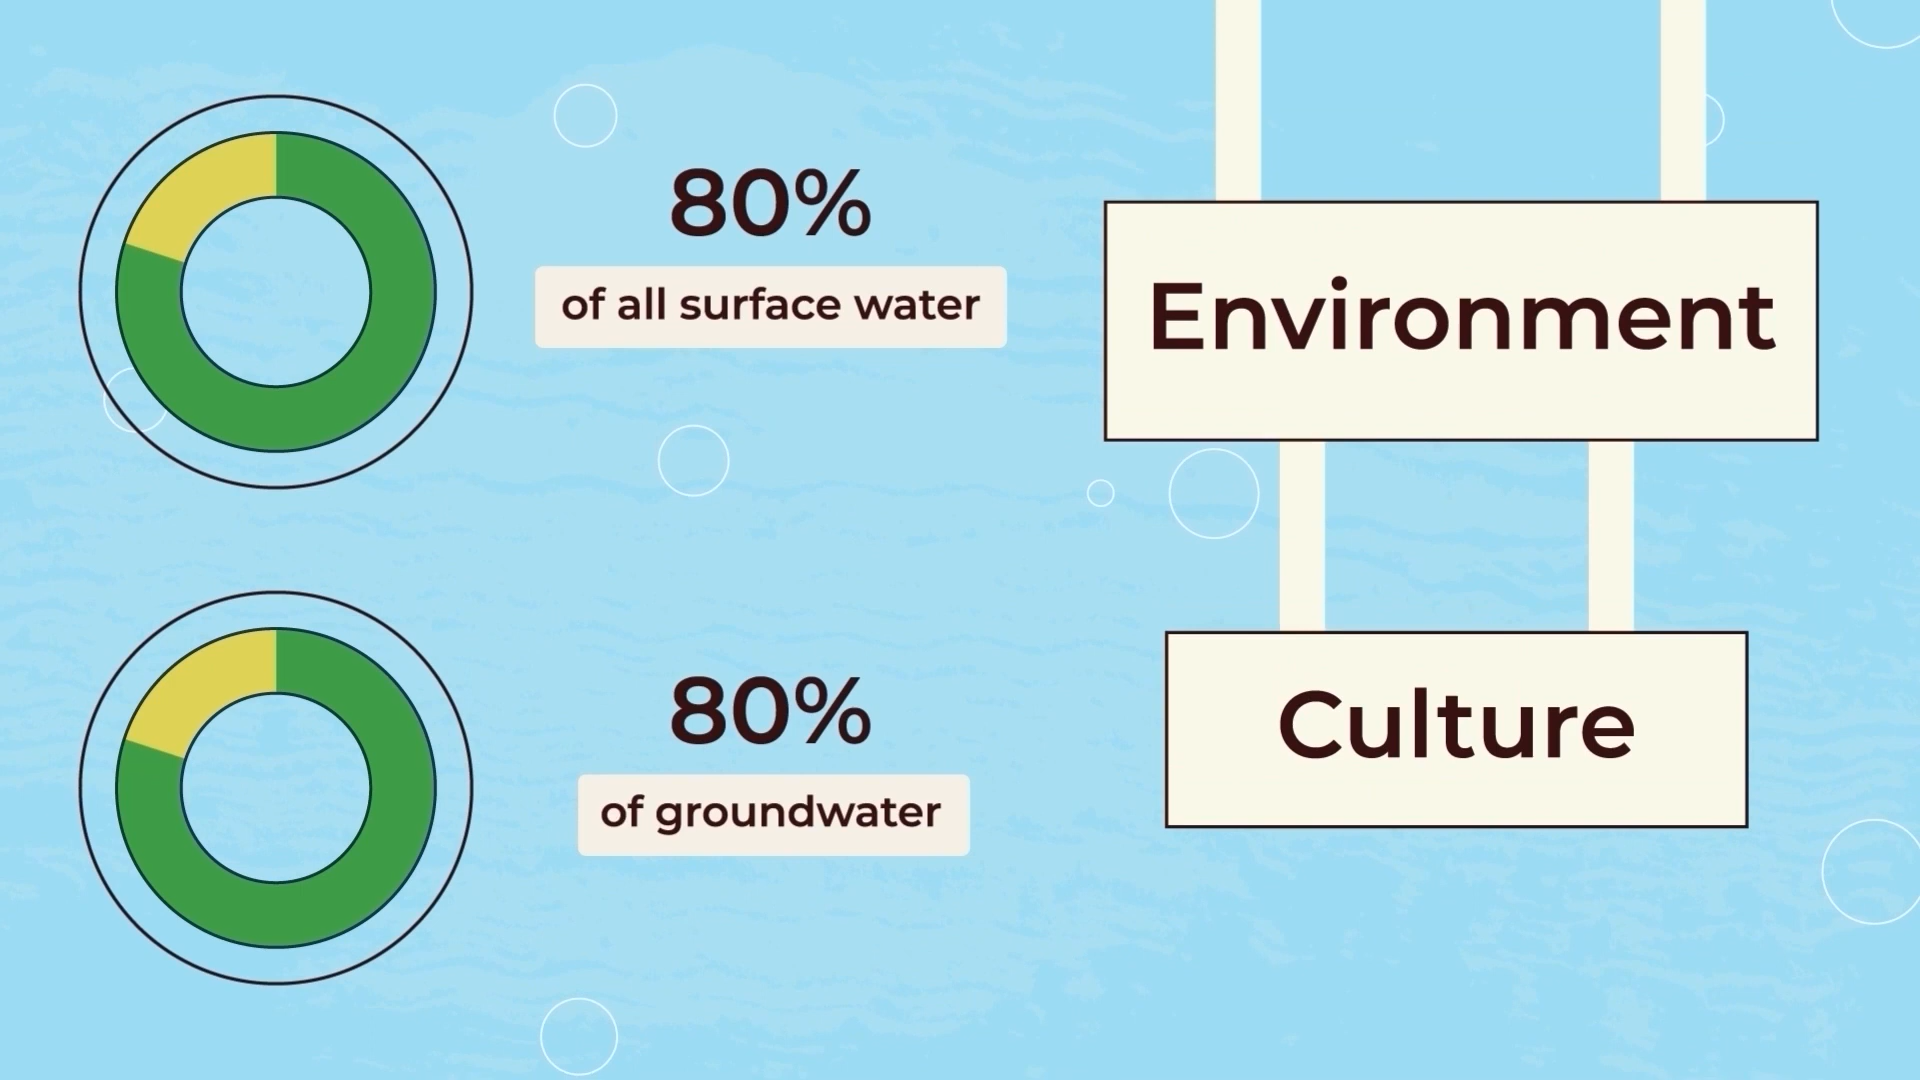 80%
of all surface water
80%
of groundwater
Environment
Culture